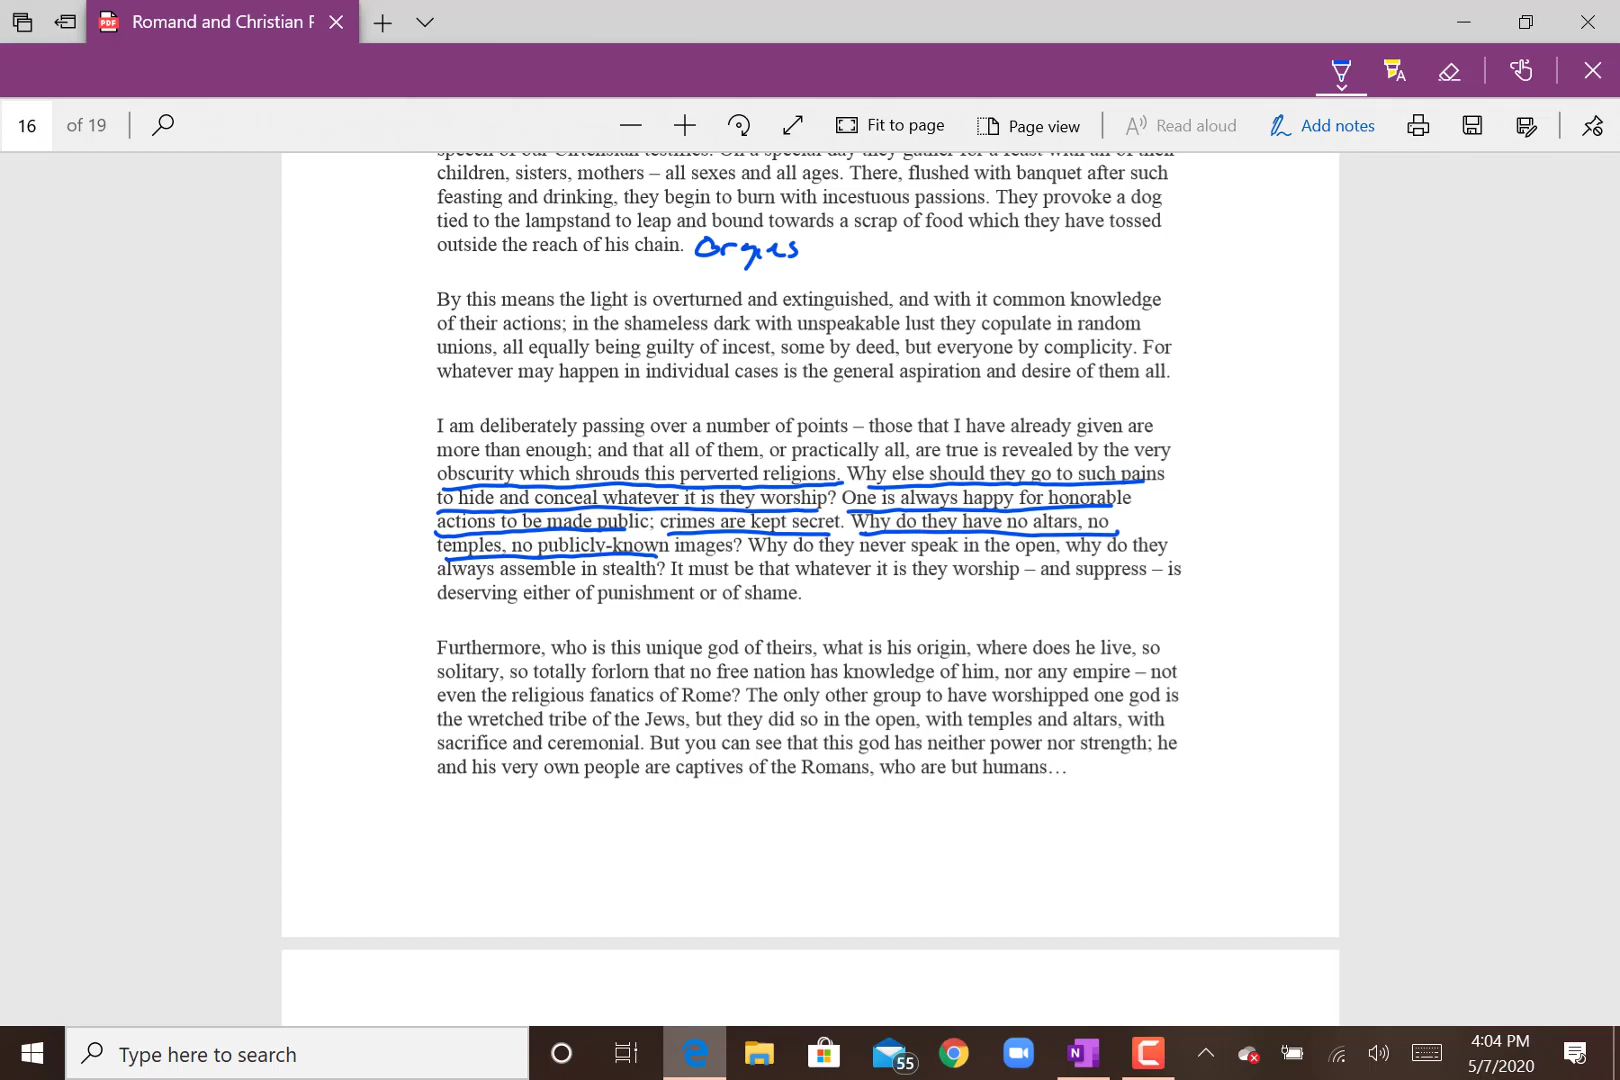 Romand and Christian F
16 of 19
Fit to page
Page view
Read aloud
Add notes
speech of our Cirtensian testifies. On a special day they gather for a feast with all of their
children, sisters, mothers – all sexes and all ages. There, flushed with banquet after such
feasting and drinking, they begin to burn with incestuous passions. They provoke a dog
tied to the lampstand to leap and bound towards a scrap of food which they have tossed
outside the reach of his chain. Orgies
By this means the light is overturned and extinguished, and with it common knowledge
of their actions; in the shameless dark with unspeakable lust they copulate in random
unions, all equally being guilty of incest, some by deed, but everyone by complicity. For
whatever may happen in individual cases is the general aspiration and desire of them all.
I am deliberately passing over a number of points – those that I have already given are
more than enough; and that all of them, or practically all, are true is revealed by the very
obscurity which shrouds this perverted religions. Why else should they go to such pains
to hide and conceal whatever it is they worship? One is always happy for honorable
actions to be made public; crimes are kept secret. Why do they have no altars, no
temples, no publicly-known images? Why do they never speak in the open, why do they
always assemble in stealth? It must be that whatever it is they worship – and suppress – is
deserving either of punishment or of shame.
Furthermore, who is this unique god of theirs, what is his origin, where does he live, so
solitary, so totally forlorn that no free nation has knowledge of him, nor any empire – not
even the religious fanatics of Rome? The only other group to have worshipped one god is
the wretched tribe of the Jews, but they did so in the open, with temples and altars, with
sacrifice and ceremonial. But you can see that this god has neither power nor strength; he
and his very own people are captives of the Romans, who are but humans…
Type here to search
55
4:04 PM
5/7/2020